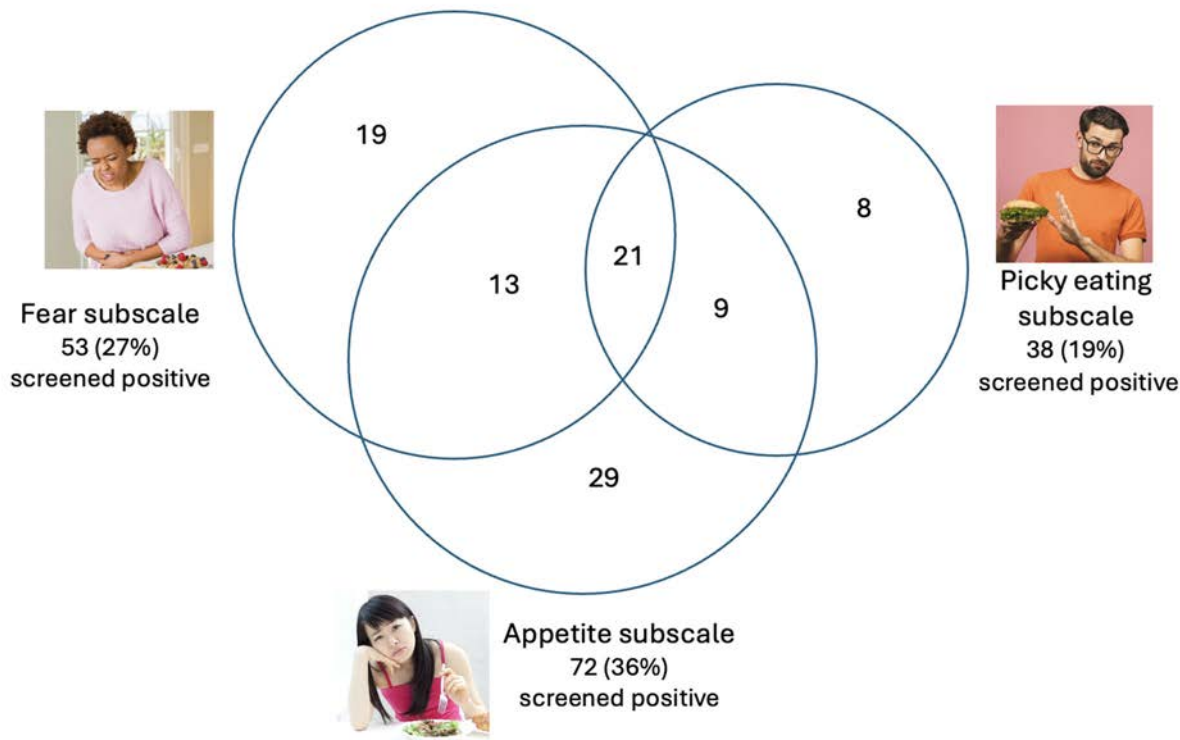 19
8
21
13
9
29
Fear subscale
53 (27%)
screened positive
Picky eating
subscale
38 (19%)
screened positive
Appetite subscale
72 (36%)
screened positive